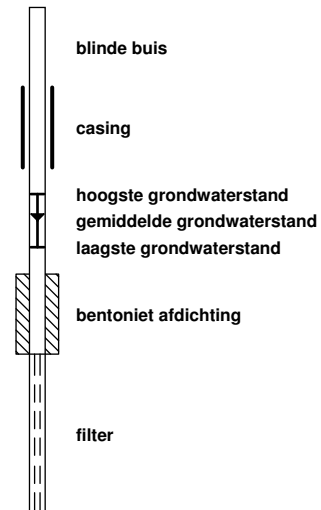 blinde buis
casing
hoogste grondwaterstand
gemiddelde grondwaterstand
laagste grondwaterstand
bentoniet afdichting
filter